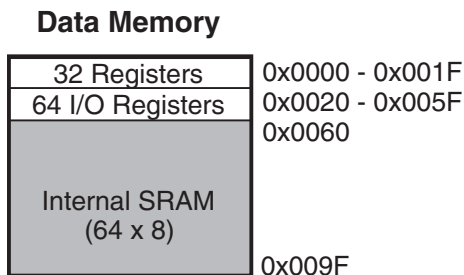 Data Memory
32 Registers 0x0000 - 0x001F
64 I/O Registers 0x0020 - 0x005F
0x0060
Internal SRAM
(64 x 8)
0x009F